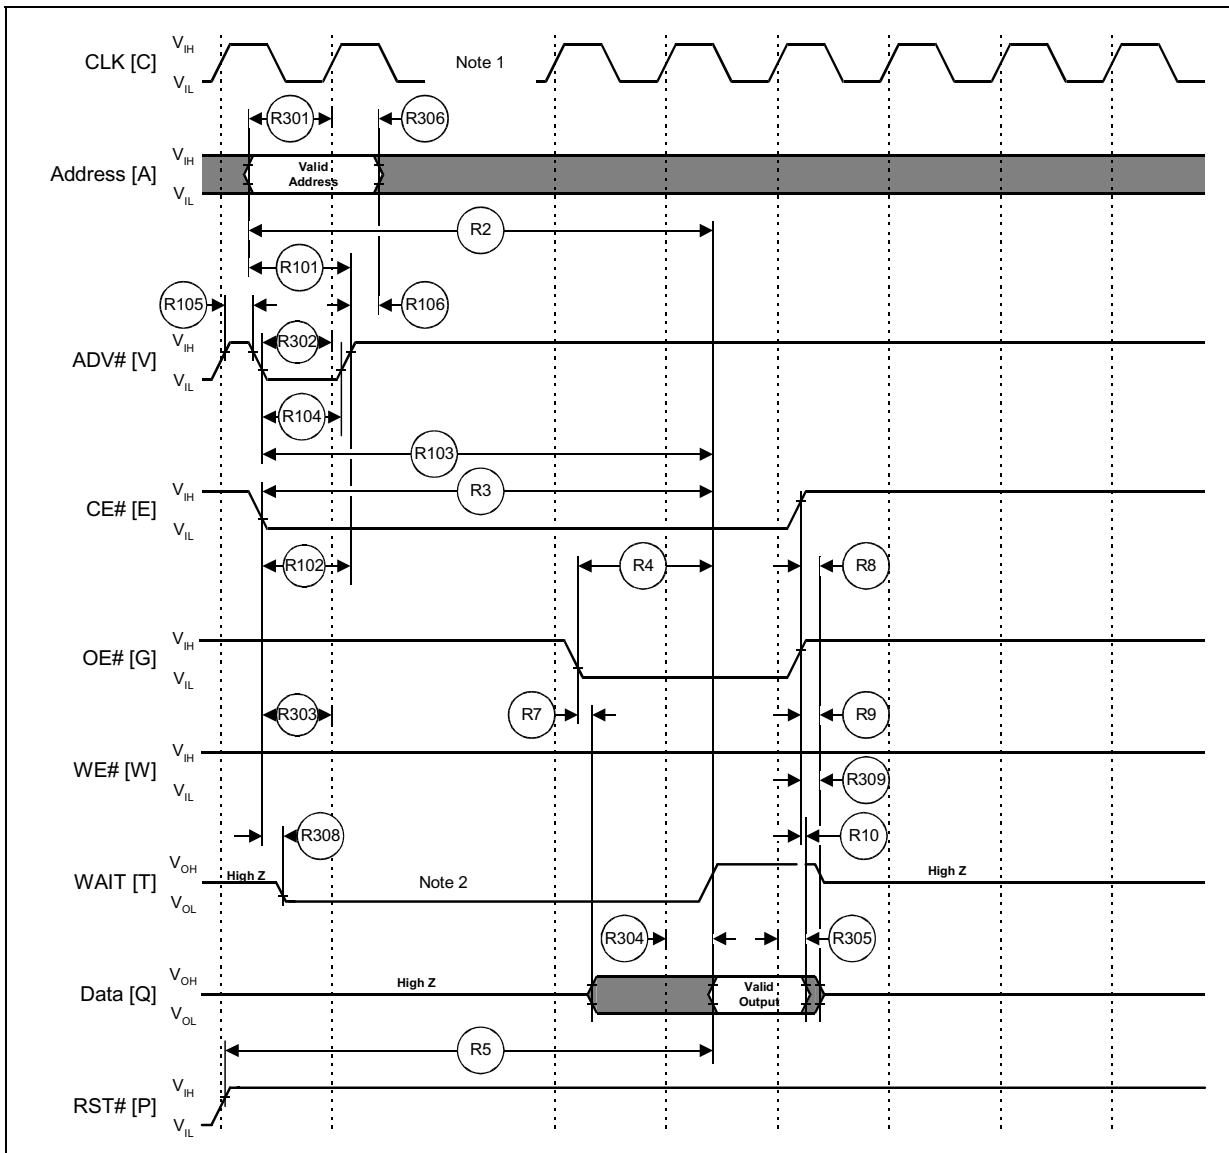 CLK [C]
VIH
VIL
Note 1
R301
R306
Address [A]
VIH
VIL
Valid
Address
R2
R101
R105
R106
ADV# [V]
VIH
VIL
R302
R104
R103
CE# [E]
VIH
VIL
R3
R102
R4
R8
OE# [G]
VIH
VIL
R303
R7
R9
WE# [W]
VIH
VIL
R309
R308
R10
WAIT [T]
VOH
VOL
High Z
Note 2
High Z
R304
R305
Data [Q]
VOH
VOL
High Z
Valid
Output
R5
RST# [P]
VIH
VIL